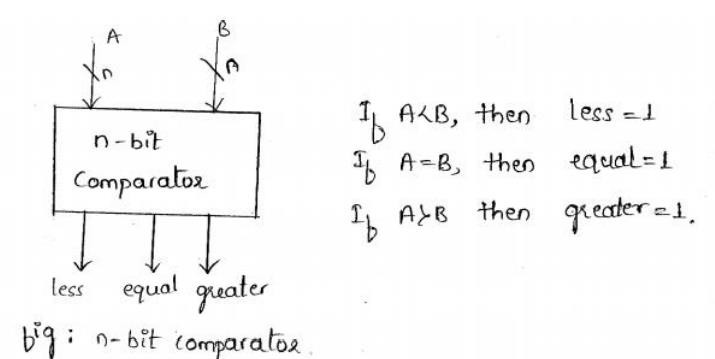 A B
n A
n-bit
Comparator
less equal greater
If A<B, then less=1
If A=B, then equal=1
If A>B then greater=1.
fig: n-bit comparator.